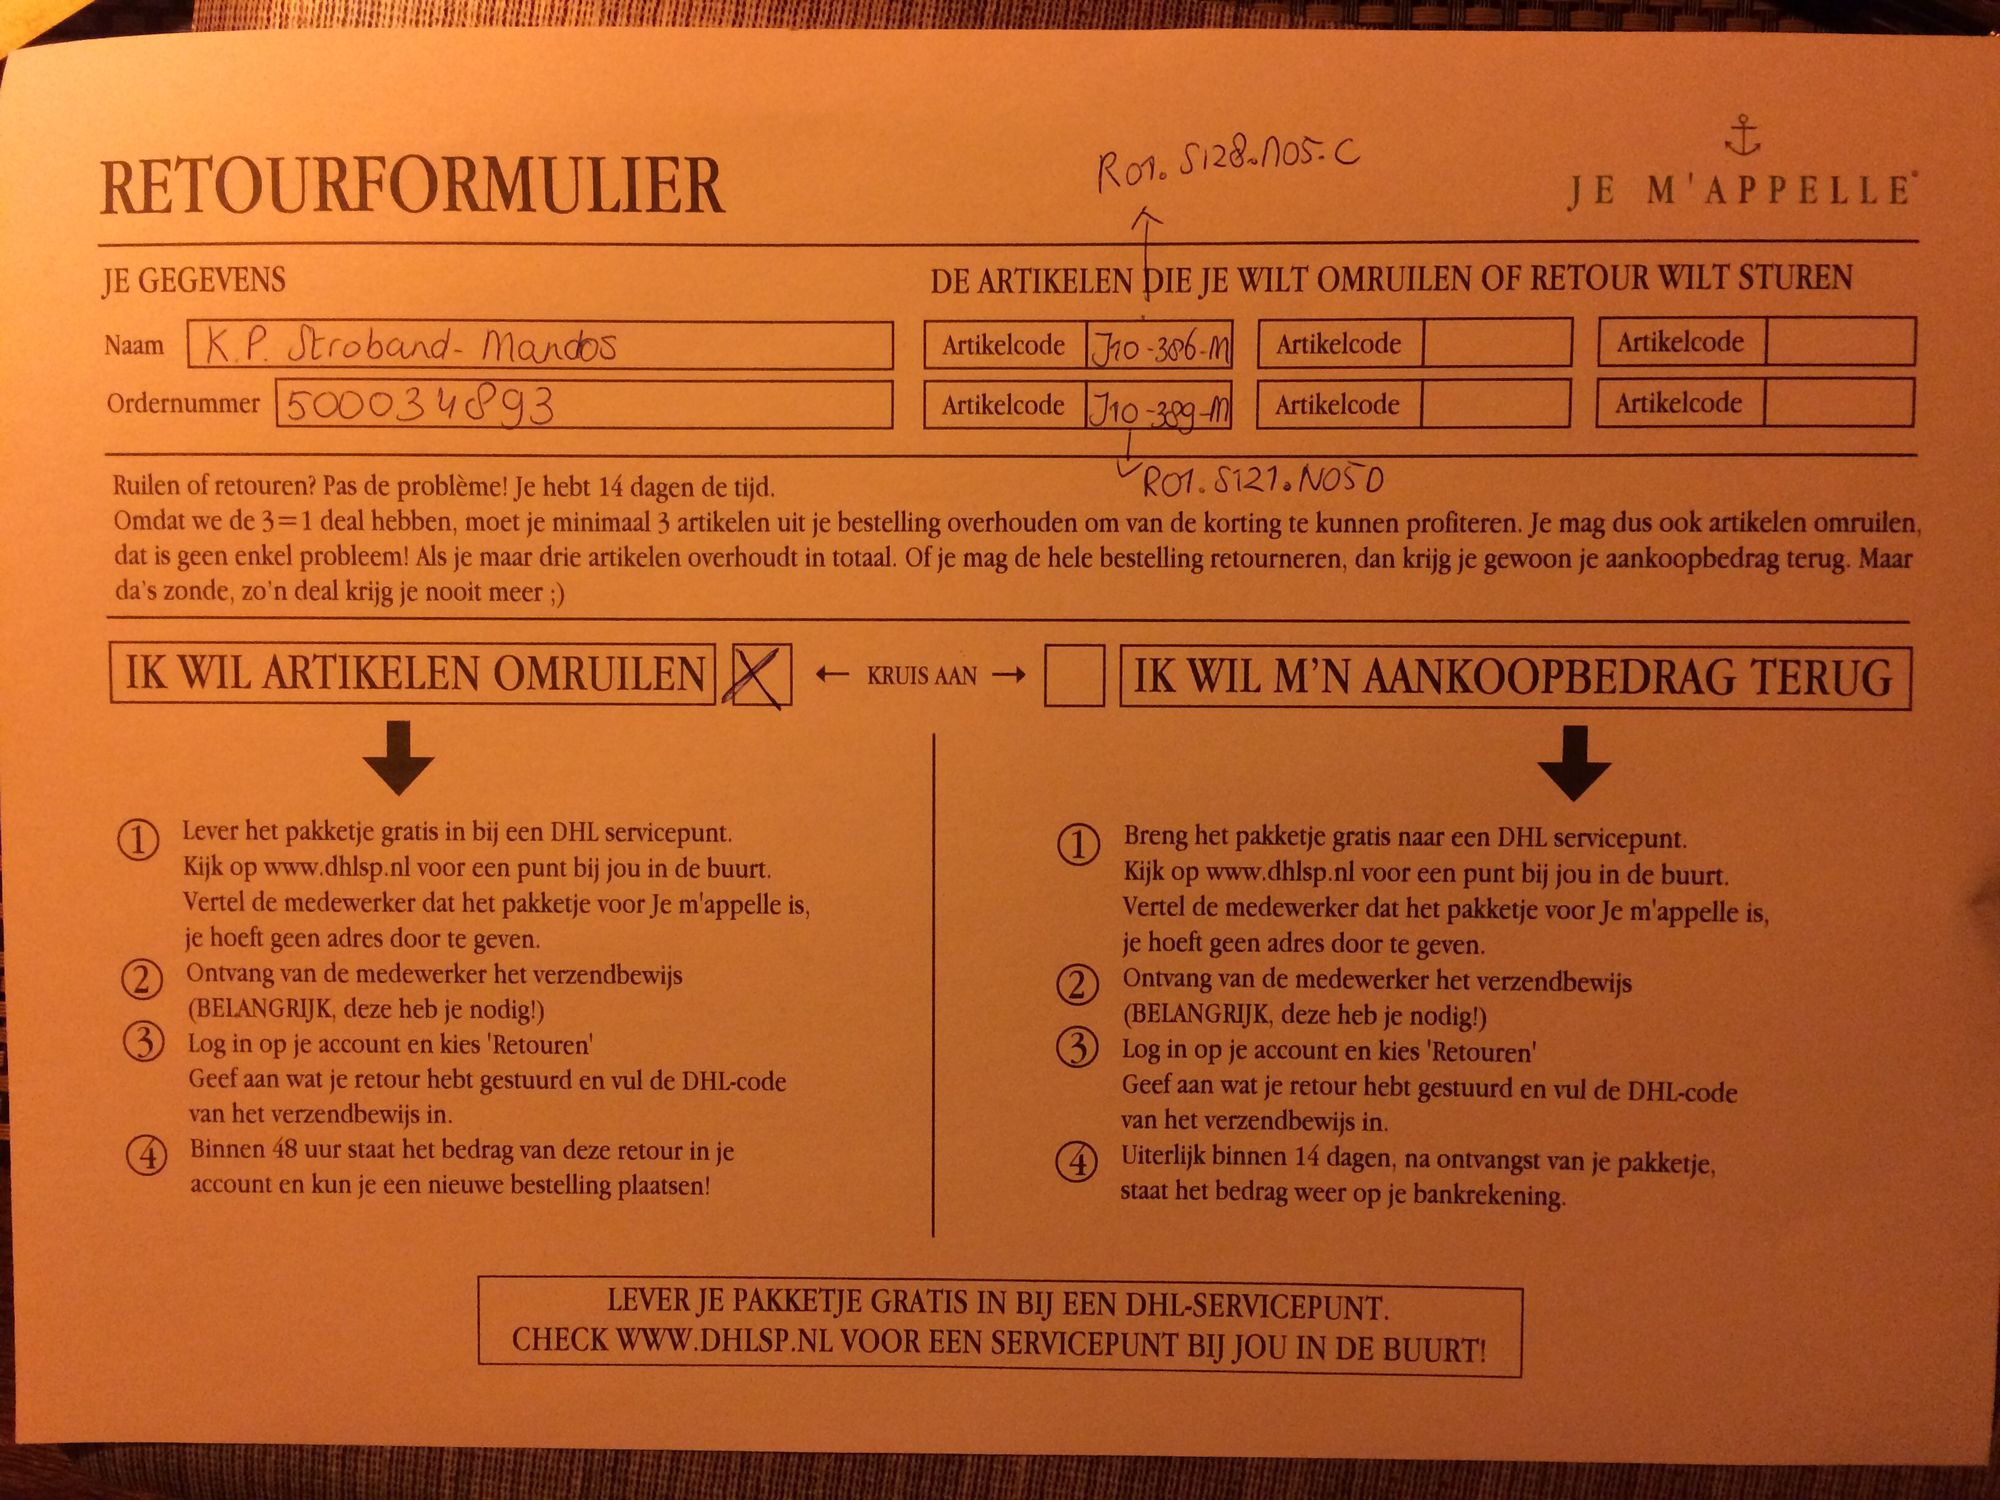 R01.S128.N05.C
JE M'APPELLE
RETOURFORMULIER
JE GEGEVENS
Naam K.P. Stroband-Mandos
Ordernummer 500034893
DE ARTIKELEN DIE JE WILT OMRUILEN OF RETOUR WILT STUREN
Artikelcode J10-386-M Artikelcode Artikelcode
Artikelcode J10-389-M Artikelcode Artikelcode
R01.S121.N05D
Ruilen of retouren? Pas de problème! Je hebt 14 dagen de tijd.
Omdat we de 3=1 deal hebben, moet je minimaal 3 artikelen uit je bestelling overhouden om van de korting te kunnen profiteren. Je mag dus ook artikelen omruilen,
dat is geen enkel probleem! Als je maar drie artikelen overhoudt in totaal. Of je mag de hele bestelling retourneren, dan krijg je gewoon je aankoopbedrag terug. Maar
da's zonde, zo'n deal krijg je nooit meer ;)
IK WIL ARTIKELEN OMRUILEN X ← KRUIS AAN → IK WIL M'N AANKOOPBEDRAG TERUG
1 Lever het pakketje gratis in bij een DHL servicepunt.
Kijk op www.dhlsp.nl voor een punt bij jou in de buurt.
Vertel de medewerker dat het pakketje voor Je m'appelle is,
je hoeft geen adres door te geven.
2 Ontvang van de medewerker het verzendbewijs
(BELANGRIJK, deze heb je nodig!)
3 Log in op je account en kies 'Retouren'
Geef aan wat je retour hebt gestuurd en vul de DHL-code
van het verzendbewijs in.
4 Binnen 48 uur staat het bedrag van deze retour in je
account en kun je een nieuwe bestelling plaatsen!
1 Breng het pakketje gratis naar een DHL servicepunt.
Kijk op www.dhlsp.nl voor een punt bij jou in de buurt.
Vertel de medewerker dat het pakketje voor Je m'appelle is,
je hoeft geen adres door te geven.
2 Ontvang van de medewerker het verzendbewijs
(BELANGRIJK, deze heb je nodig!)
3 Log in op je account en kies 'Retouren'
Geef aan wat je retour hebt gestuurd en vul de DHL-code
van het verzendbewijs in.
4 Uiterlijk binnen 14 dagen, na ontvangst van je pakketje,
staat het bedrag weer op je bankrekening.
LEVER JE PAKKETJE GRATIS IN BIJ EEN DHL-SERVICEPUNT.
CHECK WWW.DHLSP.NL VOOR EEN SERVICEPUNT BIJ JOU IN DE BUURT!